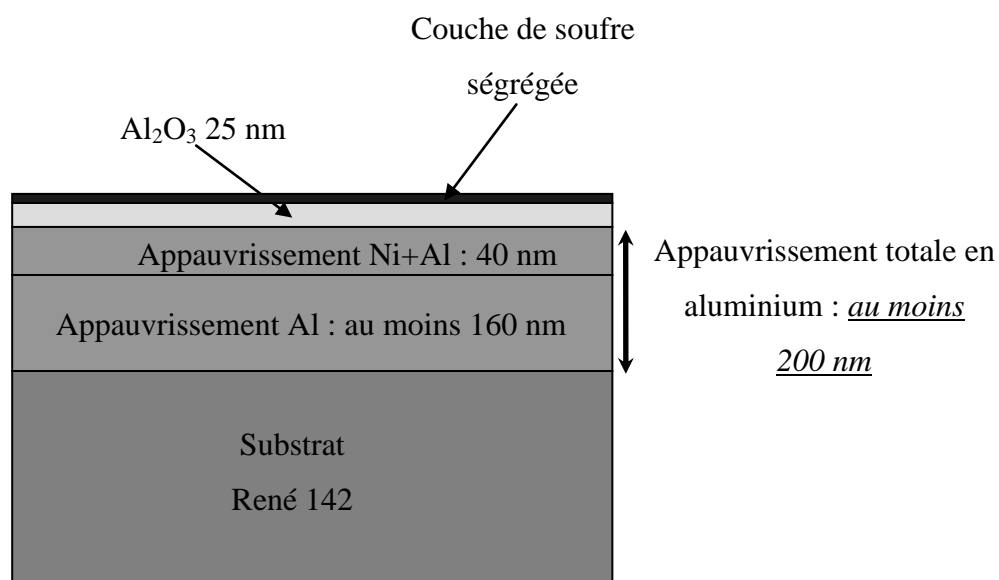 Couche de soufre
ségrégée
Al₂O₃ 25 nm
Appauvrissement Ni+Al : 40 nm
Appauvrissement Al : au moins 160 nm
Appauvrissement totale en
aluminium : au moins
200 nm
Substrat
René 142